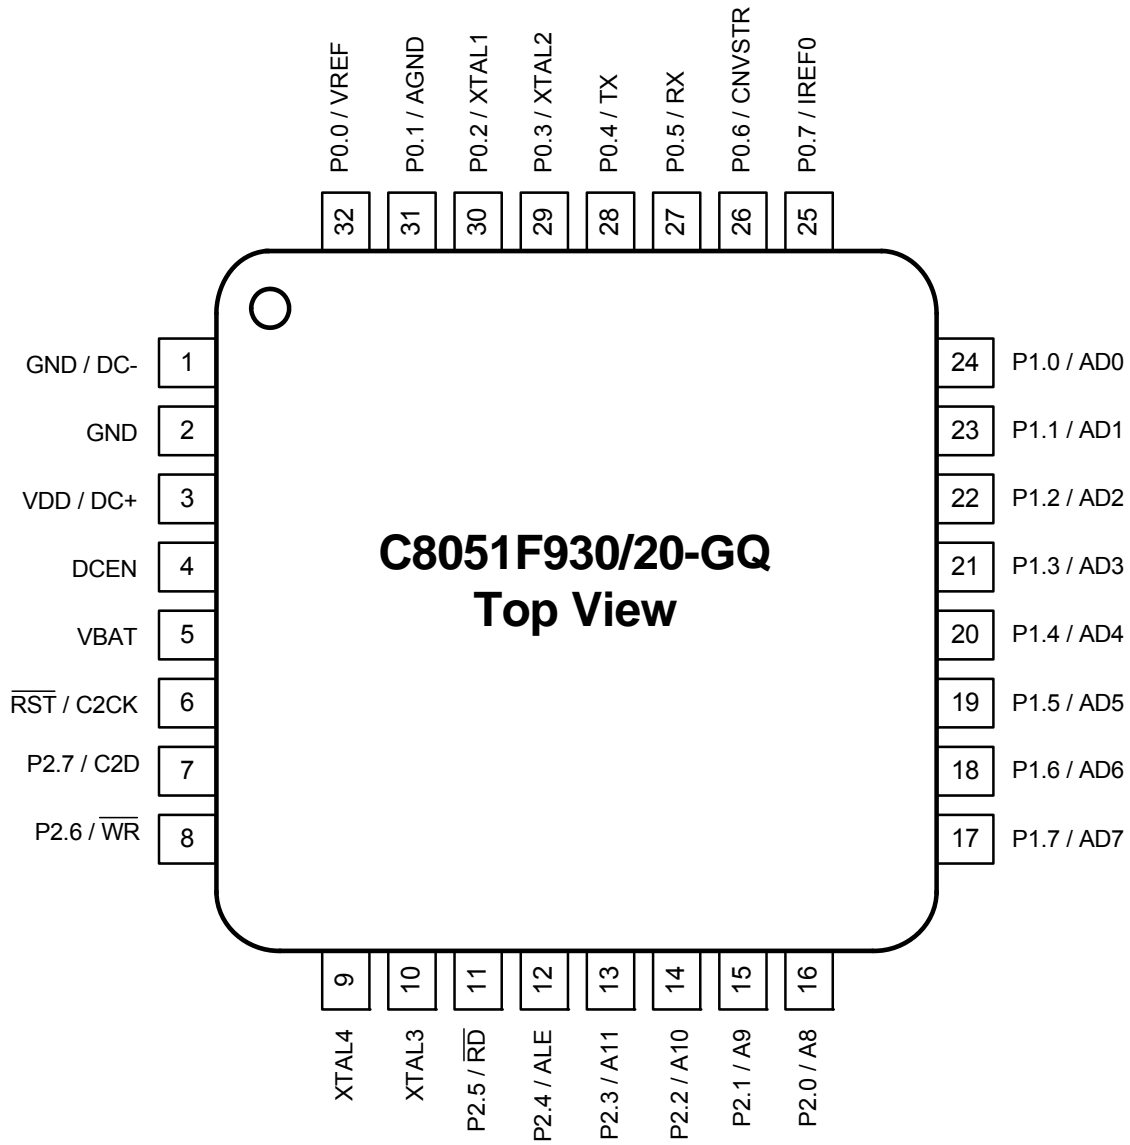 P0.0 / VREF
P0.1 / AGND
P0.2 / XTAL1
P0.3 / XTAL2
P0.4 / TX
P0.5 / RX
P0.6 / CNVSTR
P0.7 / IREF0
32
31
30
29
28
27
26
25
GND / DC-
1
GND
2
VDD / DC+
3
DCEN
4
VBAT
5
R̅S̅T̅ / C2CK
6
P2.7 / C2D
7
P2.6 / W̅R̅
8
C8051F930/20-GQ
Top View
24
P1.0 / AD0
23
P1.1 / AD1
22
P1.2 / AD2
21
P1.3 / AD3
20
P1.4 / AD4
19
P1.5 / AD5
18
P1.6 / AD6
17
P1.7 / AD7
9
10
11
12
13
14
15
16
XTAL4
XTAL3
P2.5 / R̅D̅
P2.4 / ALE
P2.3 / A11
P2.2 / A10
P2.1 / A9
P2.0 / A8